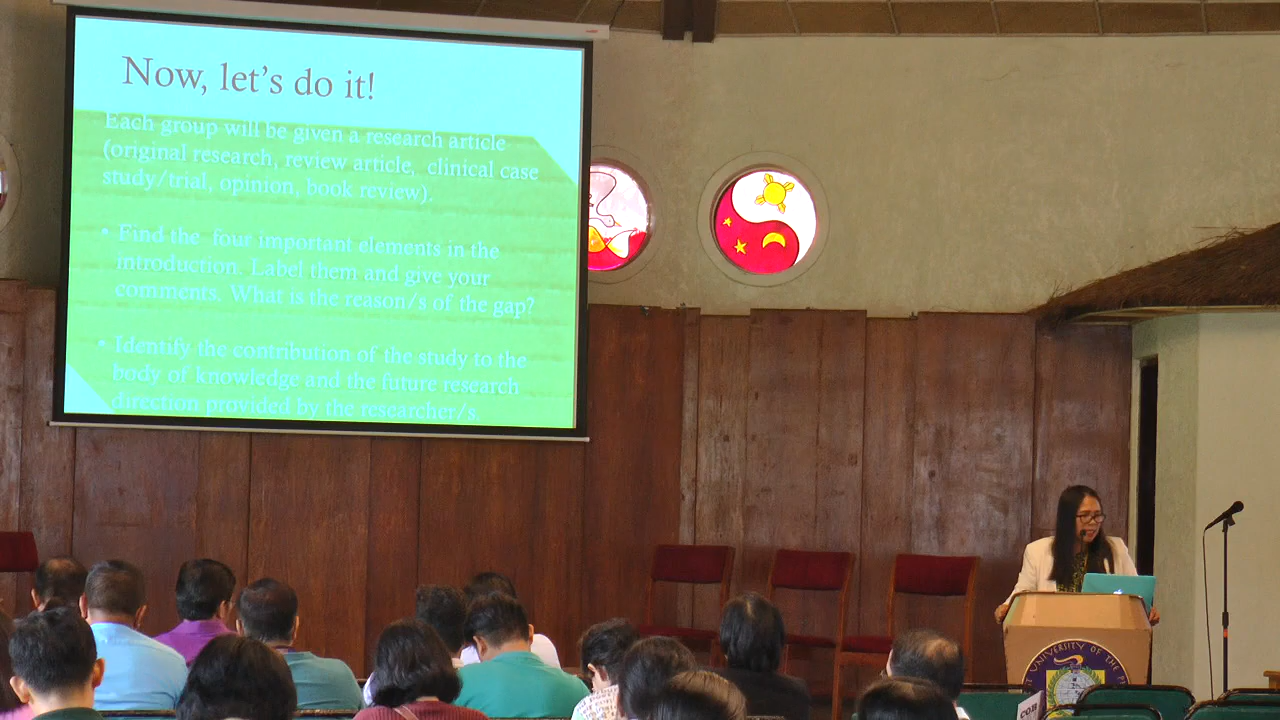 Now, let's do it!
Each group will be given a research article
(original research, review article, clinical case
study/trial, opinion, book review).
• Find the four important elements in the
introduction. Label them and give your
comments. What is the reason/s of the gap?
• Identify the contribution of the study to the
body of knowledge and the future research
direction provided by the researcher/s.
UNIVERSITY OF THE